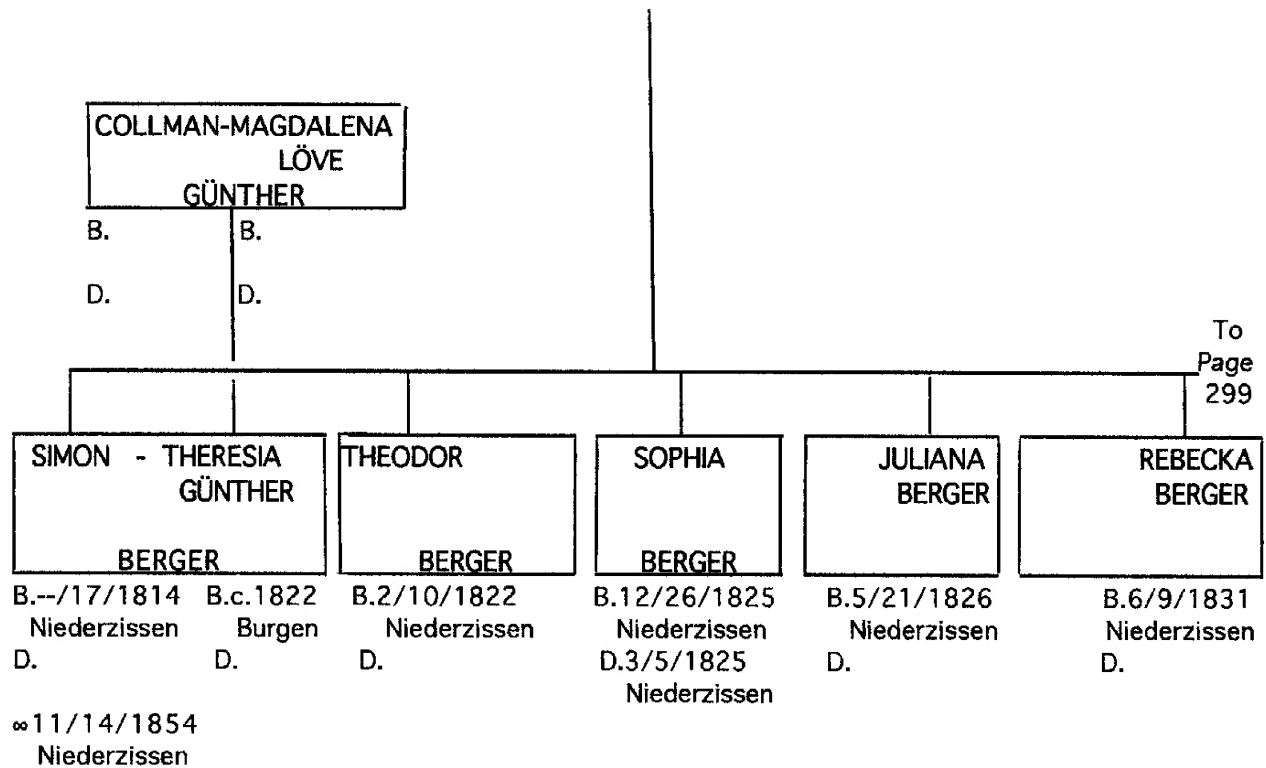 COLLMAN-MAGDALENA
LÖVE
GÜNTHER
B. B.
D. D.
To
Page
299
SIMON - THERESIA
GÜNTHER
BERGER
B.--/17/1814 B.c.1822
Niederzissen Burgen
D. D.
∞11/14/1854
Niederzissen
THEODOR
BERGER
B.2/10/1822
Niederzissen
D.
SOPHIA
BERGER
B.12/26/1825
Niederzissen
D.3/5/1825
Niederzissen
JULIANA
BERGER
B.5/21/1826
Niederzissen
D.
REBECKA
BERGER
B.6/9/1831
Niederzissen
D.